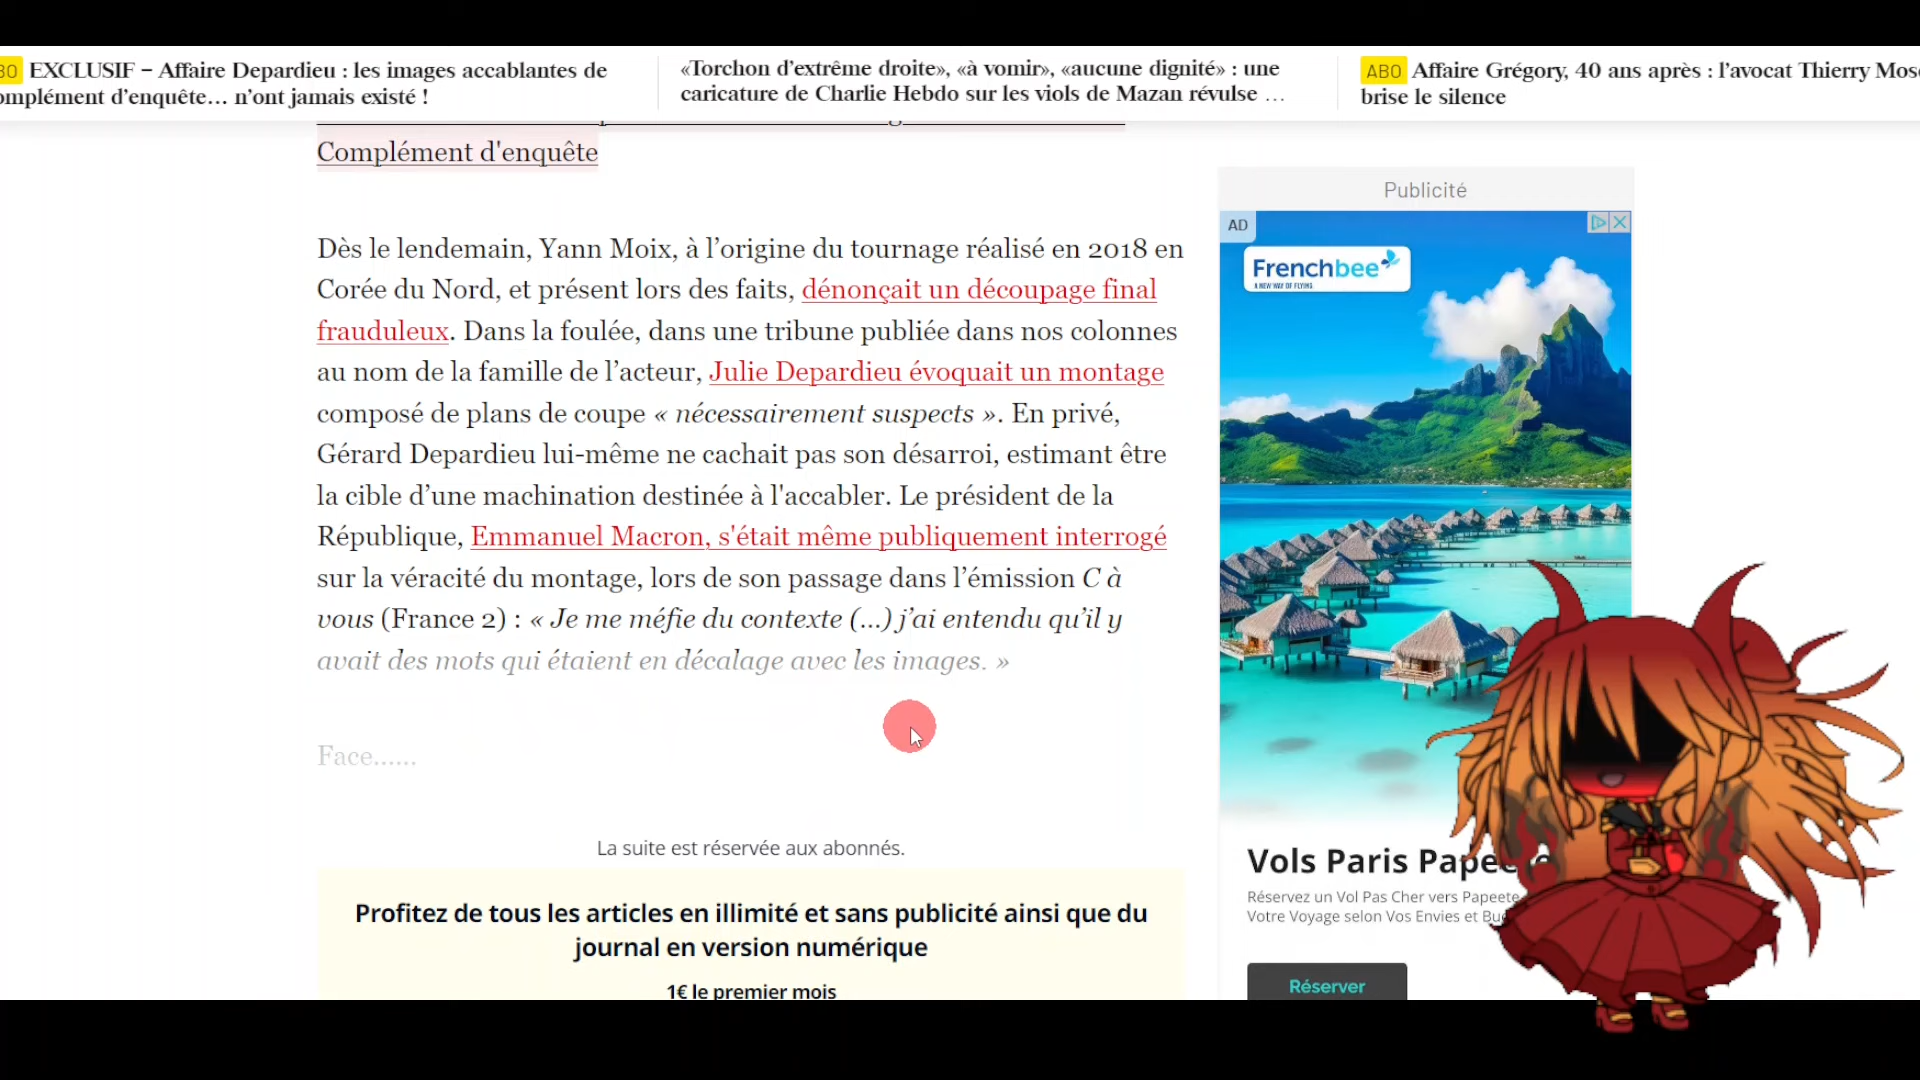 BO EXCLUSIF – Affaire Depardieu : les images accablantes de
omplément d'enquête… n'ont jamais existé !
«Torchon d'extrême droite», «à vomir», «aucune dignité» : une
caricature de Charlie Hebdo sur les viols de Mazan révulse …
ABO Affaire Grégory, 40 ans après : l'avocat Thierry Mos
brise le silence
Complément d'enquête
Dès le lendemain, Yann Moix, à l’origine du tournage réalisé en 2018 en
Corée du Nord, et présent lors des faits, dénonçait un découpage final
frauduleux. Dans la foulée, dans une tribune publiée dans nos colonnes
au nom de la famille de l’acteur, Julie Depardieu évoquait un montage
composé de plans de coupe « nécessairement suspects ». En privé,
Gérard Depardieu lui-même ne cachait pas son désarroi, estimant être
la cible d’une machination destinée à l'accabler. Le président de la
République, Emmanuel Macron, s'était même publiquement interrogé
sur la véracité du montage, lors de son passage dans l’émission C à
vous (France 2) : « Je me méfie du contexte (...) j’ai entendu qu’il y
avait des mots qui étaient en décalage avec les images. »
Face......
La suite est réservée aux abonnés.
Profitez de tous les articles en illimité et sans publicité ainsi que du
journal en version numérique
1€ le premier mois
Publicité
AD
Frenchbee
A NEW WAY OF FLYING
Vols Paris Pape
Réservez un Vol Pas Cher vers Papeete
Votre Voyage selon Vos Envies et Bu
Réserver